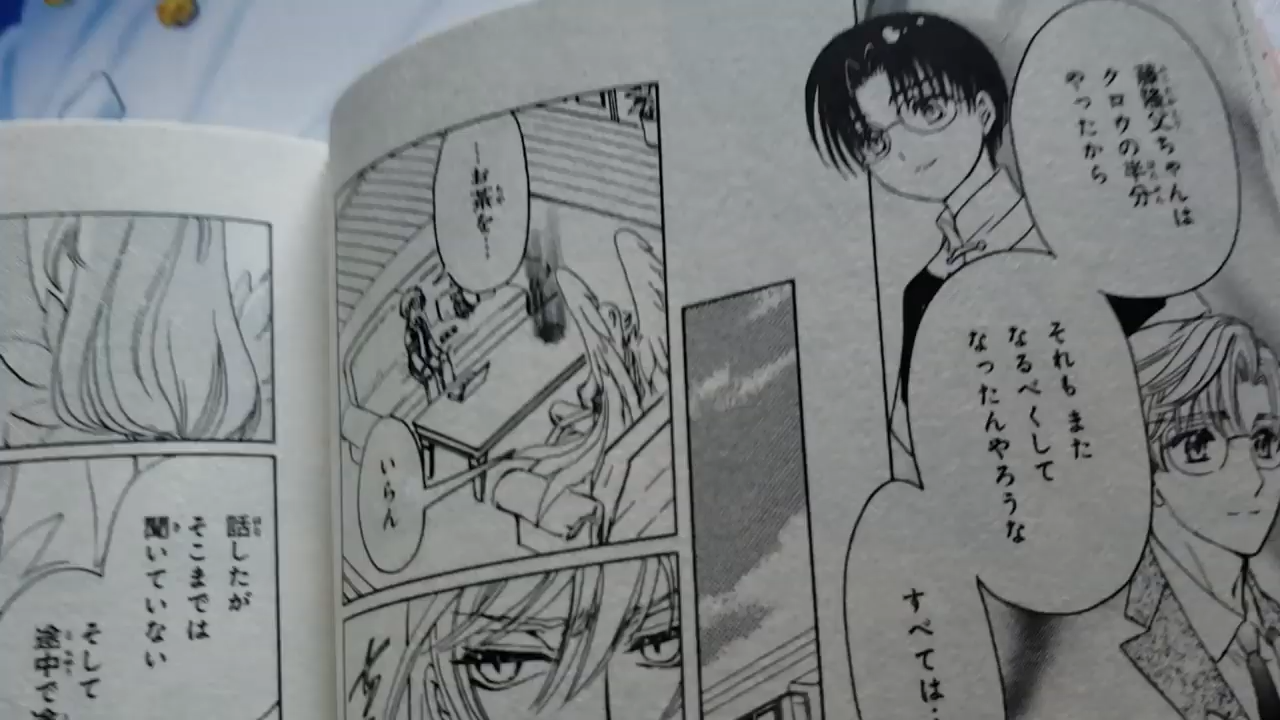 藤隆父ちゃんは
クロウの半分
やったから
それもまた
なるべくして
なったんやろうな
すべては
お茶を…
いらん
話したが
そこまでは
聞いていない
そして
途中で